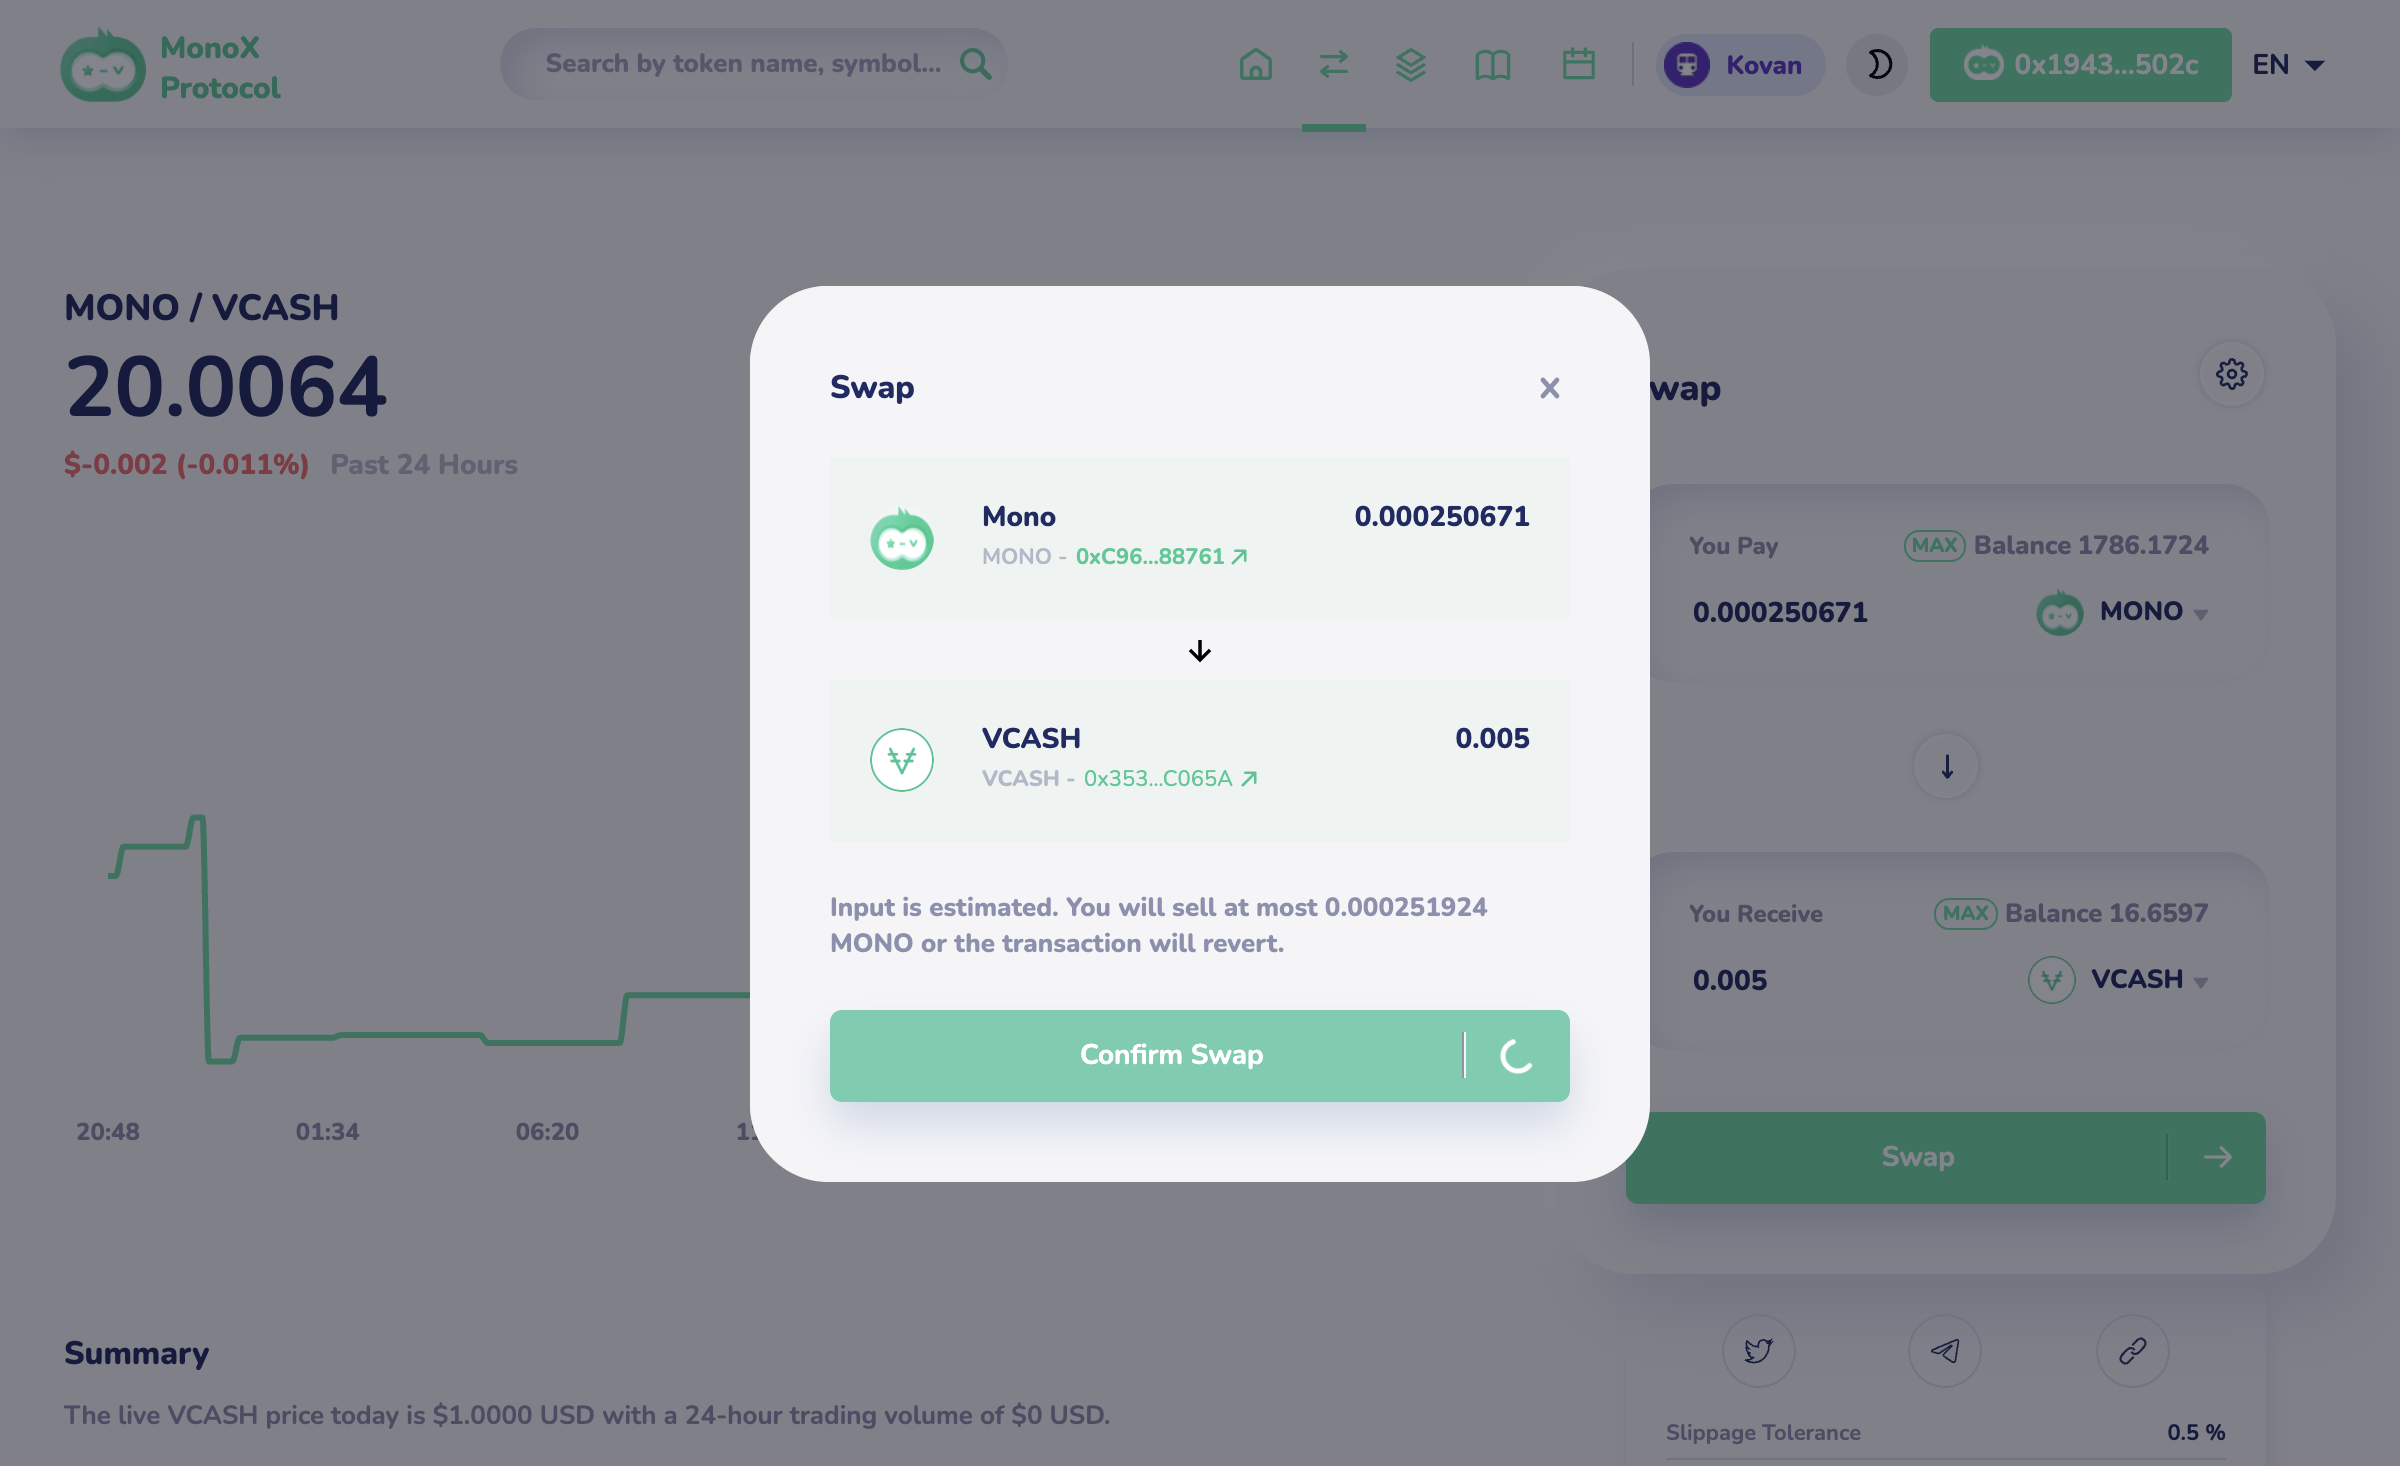 MonoX
Protocol
Search by token name, symbol...
Kovan
0x1943...502c
EN
MONO / VCASH
20.0064
$-0.002 (-0.011%) Past 24 Hours
20:48
01:34
06:20
Swap
X
Mono
0.000250671
MONO - 0xC96...88761
VCASH
0.005
VCASH - 0x353...C065A
Input is estimated. You will sell at most 0.000251924
MONO or the transaction will revert.
Confirm Swap
wap
You Pay
MAX Balance 1786.1724
0.000250671
MONO
You Receive
MAX Balance 16.6597
0.005
VCASH
Swap
Summary
The live VCASH price today is $1.0000 USD with a 24-hour trading volume of $0 USD.
Slippage Tolerance
0.5 %